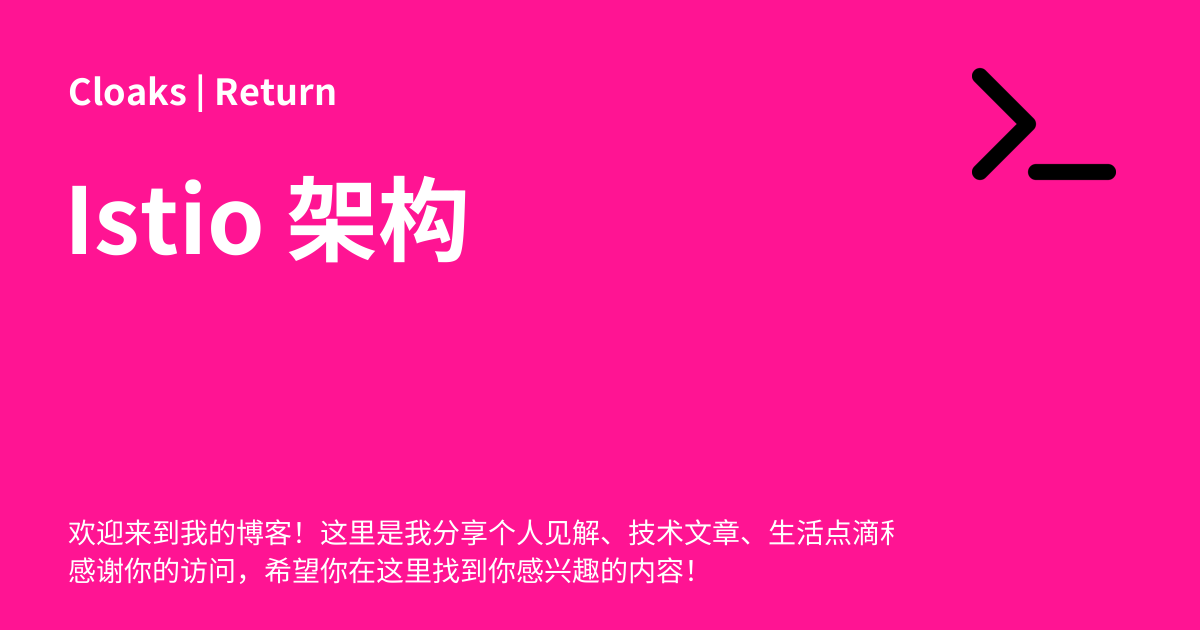 Cloaks | Return
Istio 架构
欢迎来到我的博客！这里是我分享个人见解、技术文章、生活点滴
感谢你的访问，希望你在这里找到你感兴趣的内容！